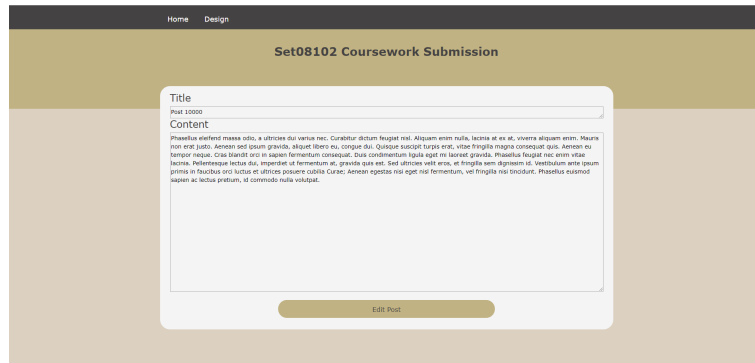 Home Design
Set08102 Coursework Submission
Title
Post 10000
Content
Phasellus eleifend massa odio, a ultricies dui varius nec. Curabitur dictum feugiat nisl. Aliquam enim nulla, lacinia at ex at, viverra aliquam enim. Mauris
non erat justo. Aenean sed ipsum gravida, aliquet libero eu, congue dui. Quisque suscipit turpis erat, vitae fringilla magna consequat quis. Aenean eu
tempor neque. Cras blandit orci in sapien fermentum consequat. Duis condimentum ligula eget mi laoreet gravida. Phasellus feugiat nec enim vitae
lacinia. Pellentesque lectus dui, imperdiet ut fermentum at, gravida quis est. Sed ultricies velit eros, et fringilla sem dignissim id. Vestibulum ante ipsum
primis in faucibus orci luctus et ultrices posuere cubilia Curae; Aenean egestas nisi eget nisl fermentum, vel fringilla nisi tincidunt. Phasellus euismod
sapien ac lectus pretium, id commodo nulla volutpat.
Edit Post